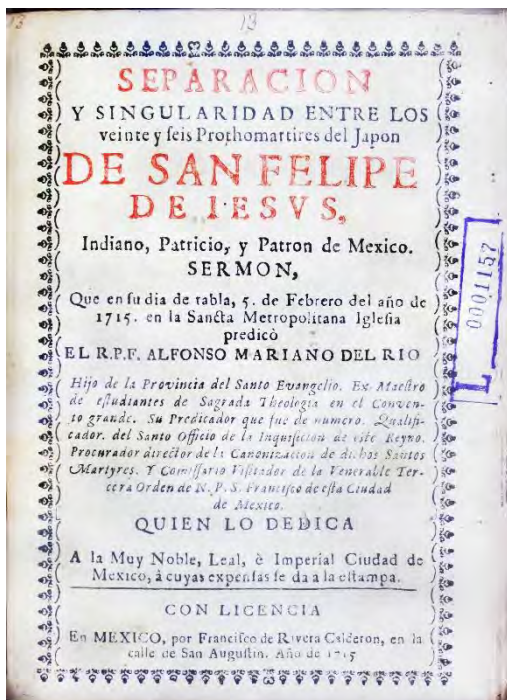 13
13
SEPARACION
Y SINGULARIDAD ENTRE LOS
veinte y seis Prothomartires del Japon
DE SAN FELIPE
DE IESVS,
Indiano, Patricio, y Patron de Mexico.
SERMON,
Que en su dia de tabla, 5. de Febrero del año de
1715. en la Sancta Metropolitana Iglesia
predicò
EL R.P.F. ALFONSO MARIANO DEL RIO
Hijo de la Provincia del Santo Evangelio. Ex Maestro
de estudiantes de Sagrada Theologia en el Conven-
to grande. Su Predicador que fue de numero. Qualifi-
cador. del Santo Officio de la Inquisicion de este Reyno.
Procurador director de la Canonizacion de dichos Santos
Martyres. Y Comissario Visitador de la Venerable Ter-
cera Orden de N. P. S. Francisco de esta Ciudad
de Mexico.
QUIEN LO DEDICA
A la Muy Noble, Leal, è Imperial Ciudad de
Mexico, à cuyas expensas se da a la estampa.
CON LICENCIA
En MEXICO, por Francisco de Rivera Calderon, en la
calle de San Augustin. Año de 1715
0001157